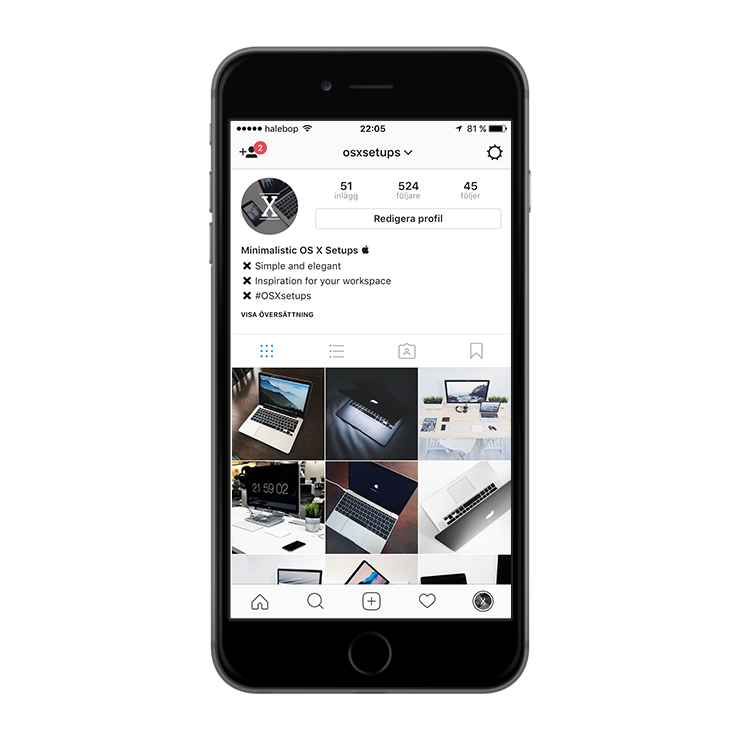 halebop 22:05 81 %
2 osxsetups
51 524 45
inlägg följare följer
Redigera profil
X
Minimalistic OS X Setups
✖ Simple and elegant
✖ Inspiration for your workspace
✖ #OSXsetups
VISA ÖVERSÄTTNING
21 59 02
X